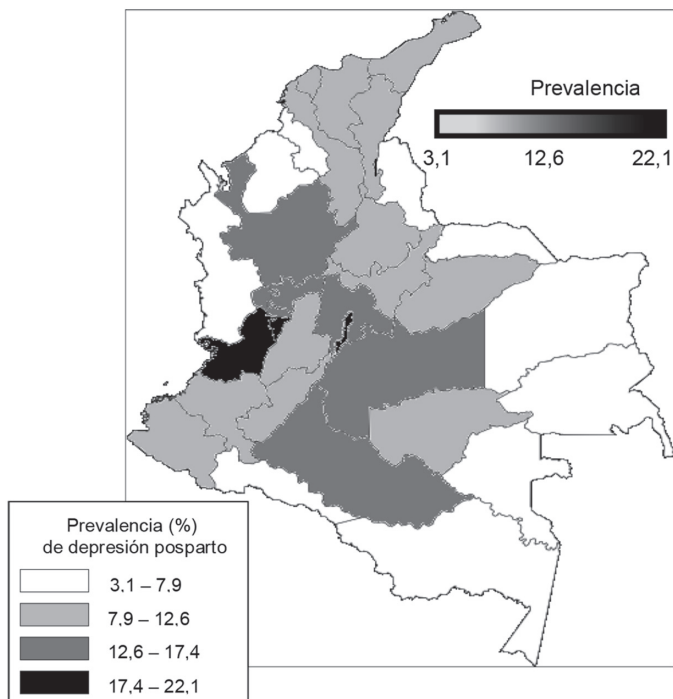 Prevalencia
3,1 12,6 22,1
Prevalencia (%)
de depresión posparto
3,1 – 7,9
7,9 – 12,6
12,6 – 17,4
17,4 – 22,1